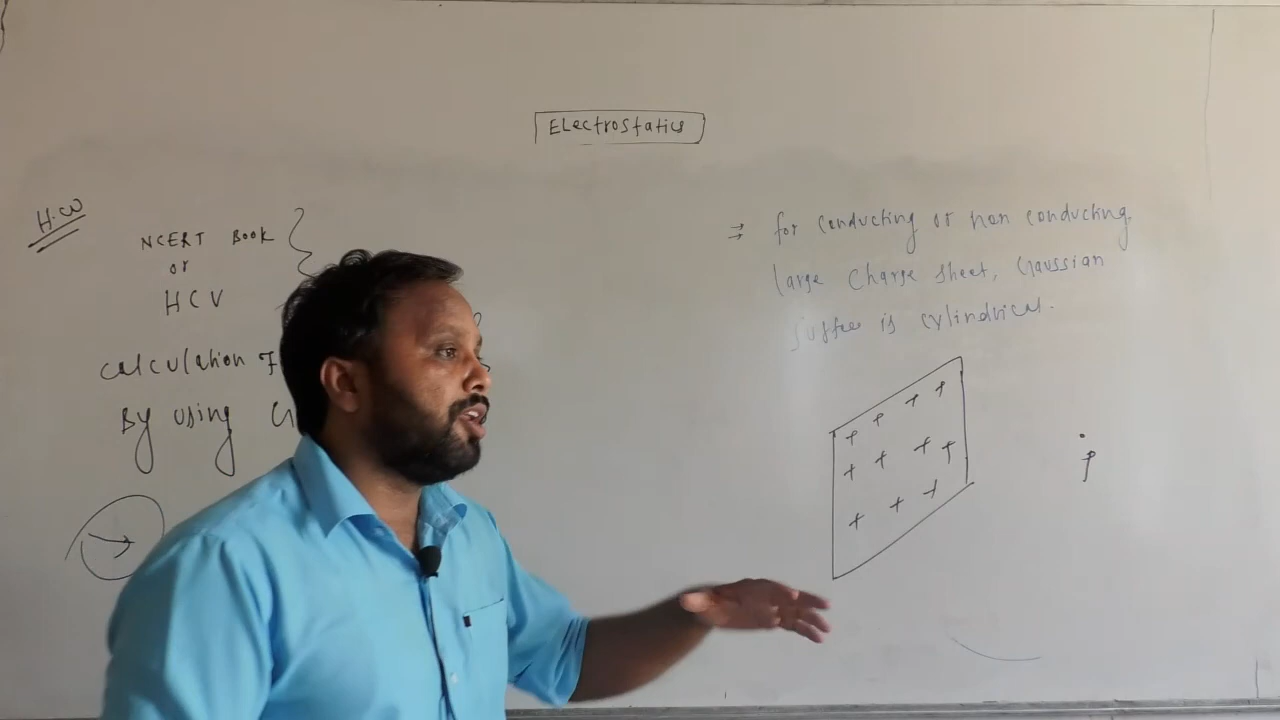 Electrostatics
H.W
NCERT Book
or
HCV
calculation
By using
⇒ for conducting or non conducting
large charge sheet, Gaussian
is cylindrical.
+ + + +
+ + + +
+ + +
P